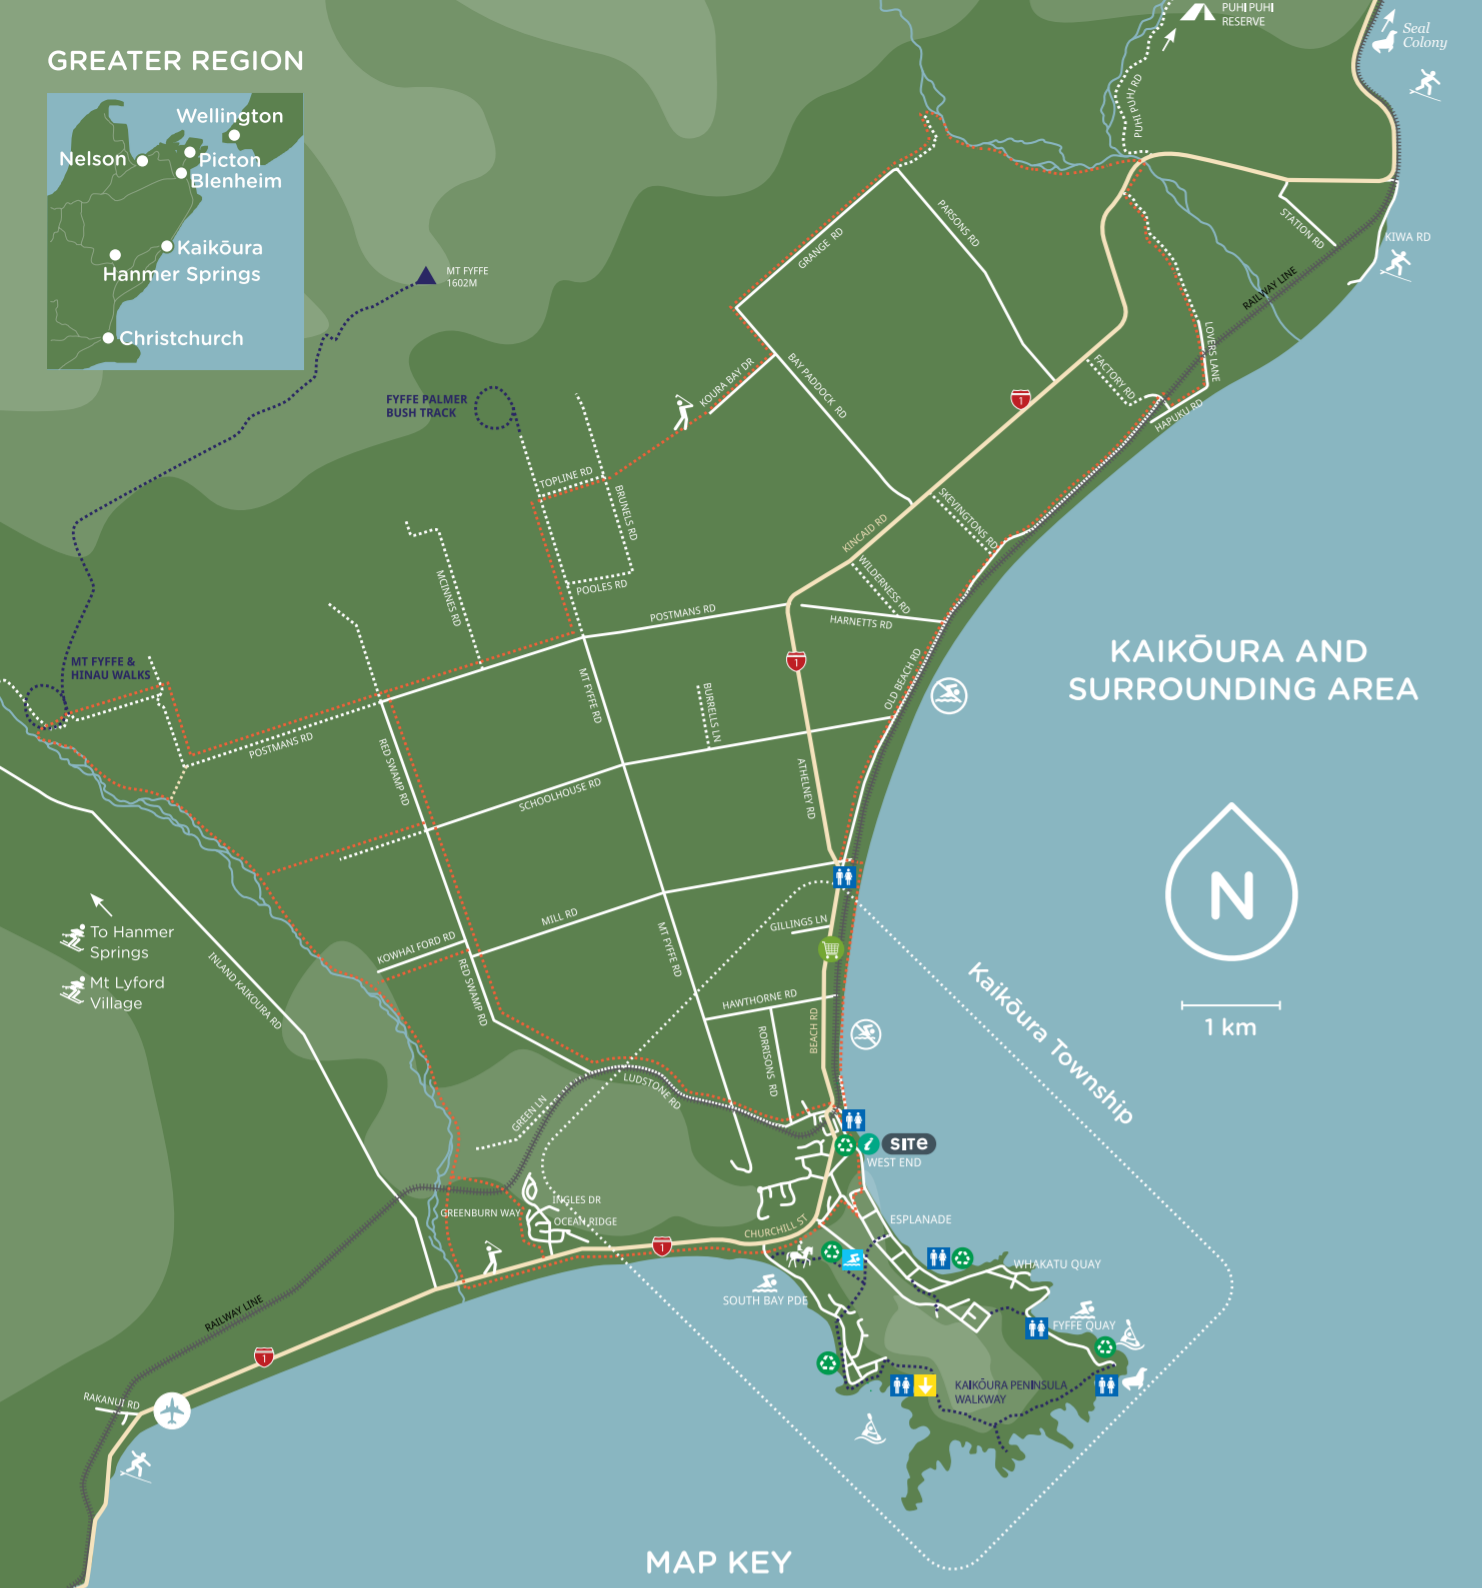 PUHI PUHI
RESERVE
Seal
Colony
GREATER REGION
Wellington
Nelson
Picton
Blenheim
Kaikōura
Hanmer Springs
Christchurch
PUHI PUHI RD
PARSONS RD
GRANGE RD
STATION RD
KIWA RD
RAILWAY LINE
MT FYFFE
1602M
LOVERS LANE
FACTORY RD
HAPUKU RD
KOURA BAY DR
BAY PADDOCK RD
1
FYFFE PALMER
BUSH TRACK
TOPLINE RD
BRUNELS RD
SKEVINGTONS RD
KINCAID RD
WILDERNESS RD
MCINNES RD
POOLES RD
POSTMANS RD
HARNETTS RD
KAIKŌURA AND
SURROUNDING AREA
MT FYFFE &
HINAU WALKS
1
OLD BEACH RD
MT FYFFE RD
BURRELLS LN
POSTMANS RD
RED SWAMP RD
SCHOOLHOUSE RD
ATHELNEY RD
N
1 km
To Hanmer
Springs
Mt Lyford
Village
INLAND KAIKOURA RD
MILL RD
KOWHAI FORD RD
RED SWAMP RD
MT FYFFE RD
GILLINGS LN
HAWTHORNE RD
RORRISONS RD
BEACH RD
Kaikōura Township
LUDSTONE RD
GREEN LN
i
SITe
WEST END
INGLES DR
GREENBURN WAY
OCEAN RIDGE
CHURCHILL ST
ESPLANADE
1
WHAKATU QUAY
SOUTH BAY PDE
FYFFE QUAY
RAILWAY LINE
1
KAIKŌURA PENINSULA
WALKWAY
RAKANUI RD
MAP KEY